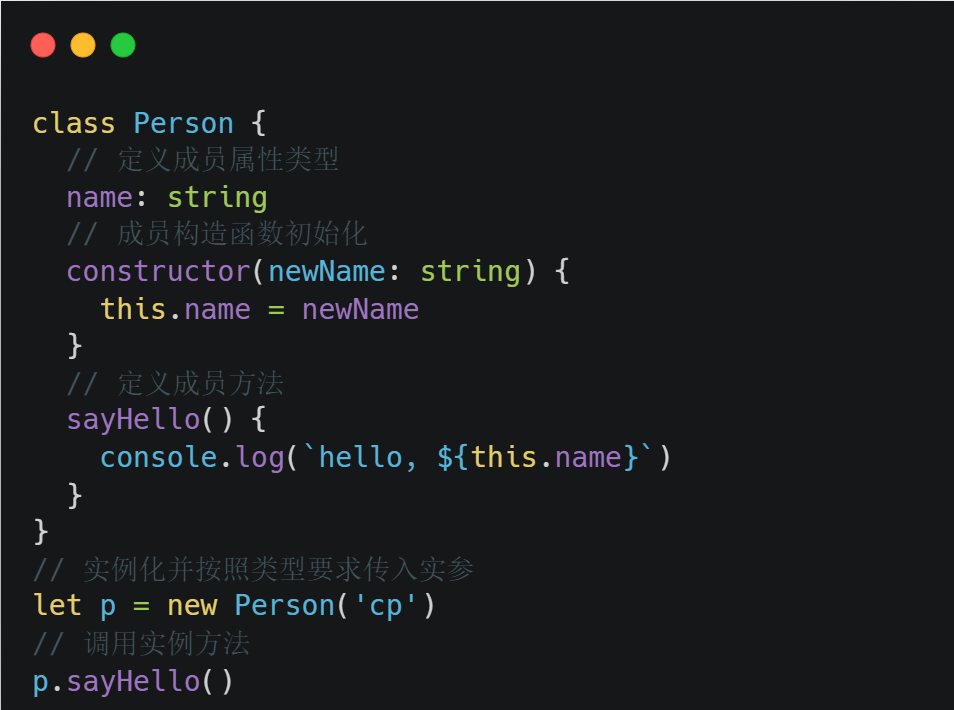 class Person {
  // 定义成员属性类型
  name: string
  // 成员构造函数初始化
  constructor(newName: string) {
    this.name = newName
  }
  // 定义成员方法
  sayHello() {
    console.log(`hello, ${this.name}`)
  }
}
// 实例化并按照类型要求传入实参
let p = new Person('cp')
// 调用实例方法
p.sayHello()